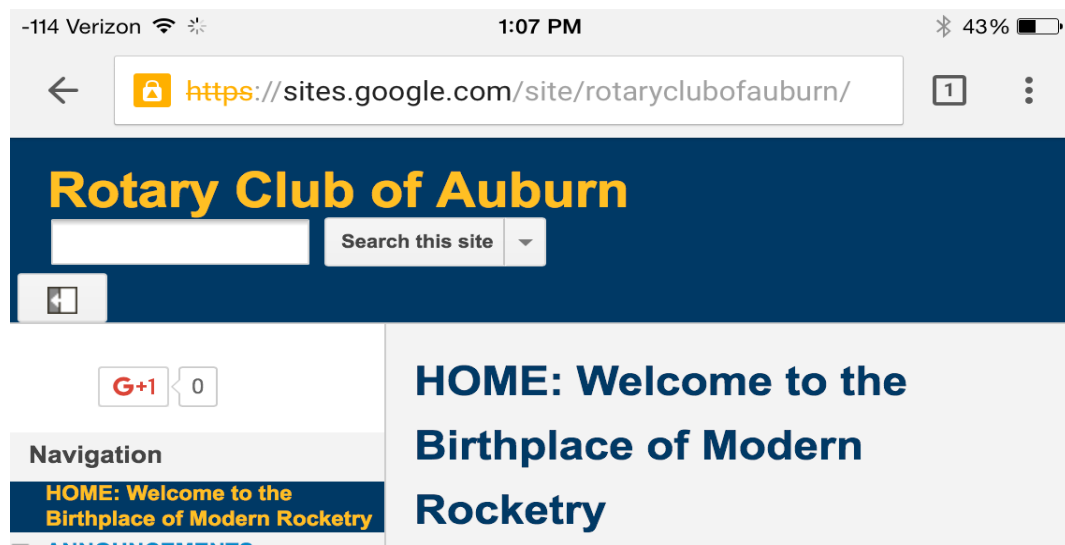 -114 Verizon 1:07 PM 43%
https://sites.google.com/site/rotaryclubofauburn/ 1
Rotary Club of Auburn
Search this site
G+1 0
Navigation
HOME: Welcome to the
Birthplace of Modern Rocketry
ANNOUNCEMENTS
HOME: Welcome to the
Birthplace of Modern
Rocketry